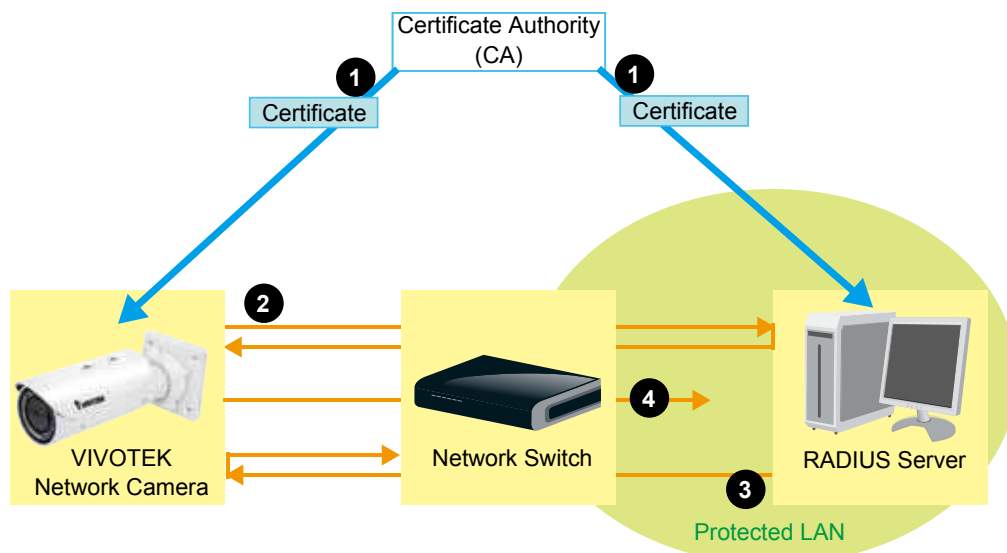 Certificate Authority
(CA)
1
1
Certificate
Certificate
2
4
VIVOTEK
Network Camera
Network Switch
RADIUS Server
3
Protected LAN